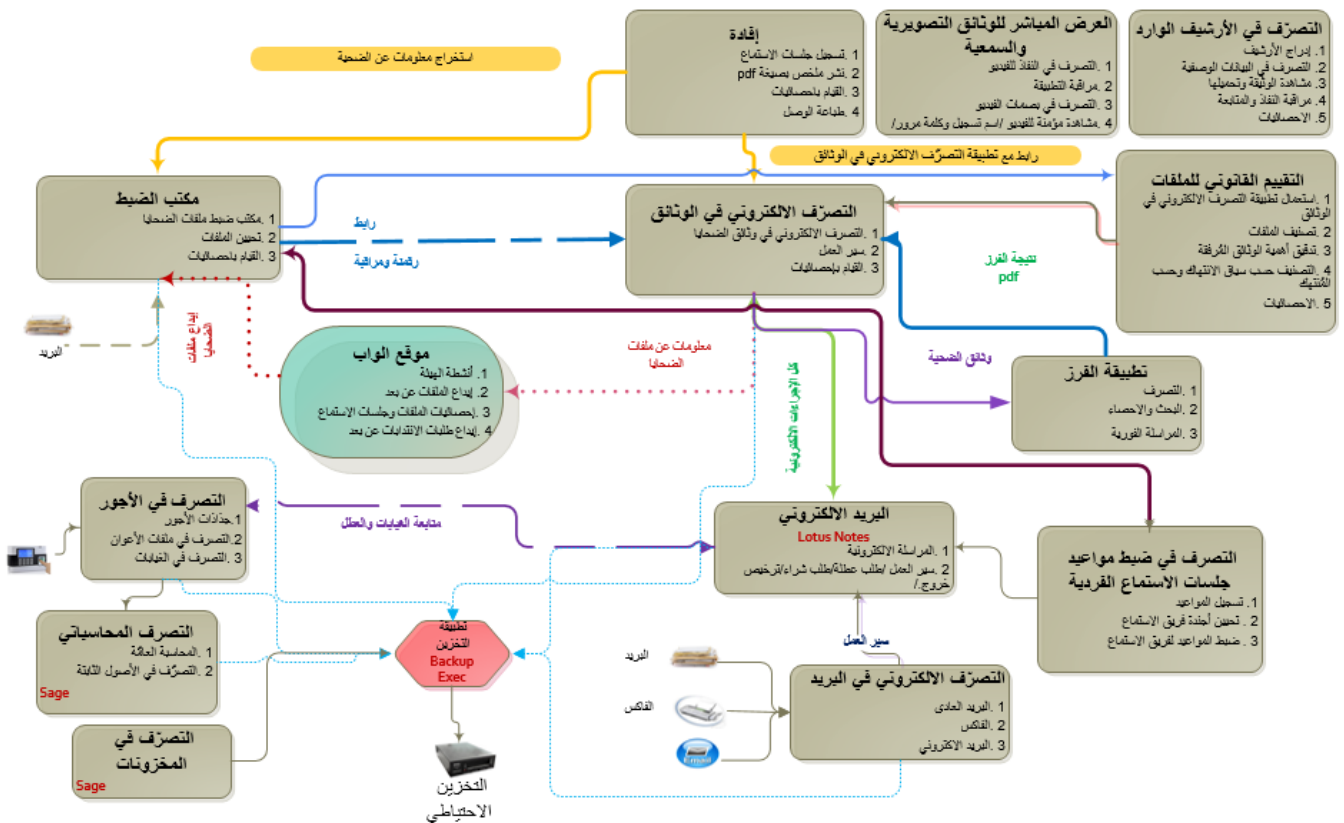 التصرّف في الأرشيف الوارد
1. إدراج الأرشيف
2. التصرف في البيانات الوصفية
3. مشاهدة الوثيقة وتحميلها
4. مراقبة النفاذ والمتابعة
5. الاحصائيات
العرض المباشر للوثائق التصويرية
والسمعية
1 .التصرف في النفاذ للفيديو
2 .مراقبة التطبيقة
3 .التصرف في بصمات الفيديو
4 .مشاهدة مؤمنة للفيديو /اسم تسجيل وكلمة مرور/
إفادة
1 .تسجيل جلسات الاستماع
2 .نشر ملخص بصيغة pdf
3 .القيام باحصائيات
4 .طباعة الوصل
استخراج معلومات عن الضحية
رابط مع تطبيقة التصرّف الالكتروني في الوثائق
التقييم القانوني للملفات
1 .استعمال تطبيقة التصرف الالكتروني في
الوثائق
2 .تصنيف الملفات
3 .تدقيق أهمية الوثائق المُرفقة
4 .التصنيف حسب سياق الانتهاك وحسب
المُنتهك
5 .الاحصائيات
التصرّف الالكتروني في الوثائق
1 .التصرف الالكتروني في وثائق الضحايا
2 .سير العمل
3 .القيام بإحصائيات
مكتب الضبط
1 .مكتب ضبط ملفات الضحايا
2 .تحيين الملفات
3 .القيام باحصائيات
رابط
رقمنة ومراقبة
نتيجة الفرز
pdf
البريد
إيداع ملفات
الضحايا
موقع الواب
1. أنشطة الهيئة
2. إيداع الملفات عن بعد
3 .إحصائيات الملفات وجلسات الاستماع
4 .إيداع طلبات الانتدابات عن بعد
معلومات عن ملفات
الضحايا
كل الإجراءات الالكترونية
وثائق الضحية
تطبيقة الفرز
1 .التصرف
2 .البحث والاحصاء
3 .المراسلة الفورية
التصرف في الأجور
1.جذاذات الأجور
2.التصرف في ملفات الأعوان
3 .التصرف في الغيابات
متابعة الغيابات والعطل
البريد الالكتروني
Lotus Notes
1 .المراسلة الالكترونية
2 .سير العمل /طلب عطلة/طلب شراء/ترخيص
خروج./
التصرف في ضبط مواعيد
جلسات الاستماع الفردية
1. تسجيل المواعيد
2 . تحيين أجندة فريق الاستماع
3 . ضبط المواعيد لفريق الاستماع
التصرف المحاسباتي
1 .المحاسبة العامّة
2 .التصرّف في الأصول الثابتة
Sage
تطبيقة
التخزين
Backup
Exec
سير العمل
البريد
الفاكس
Email
التصرّف الالكتروني في البريد
1 .البريد العادي
2 .الفاكس
3 .البريد الاكتروني
التصرّف في
المخزونات
Sage
التخزين
الاحتياطي